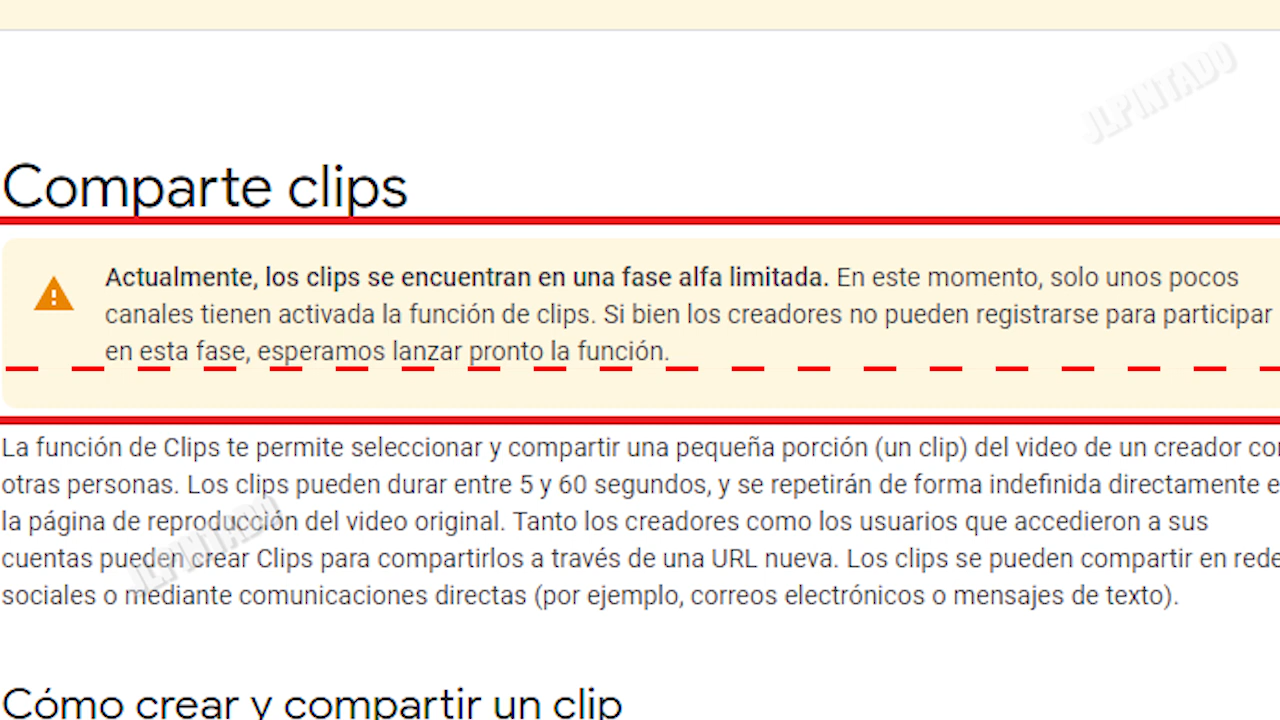 JLPINTADO
Comparte clips
Actualmente, los clips se encuentran en una fase alfa limitada. En este momento, solo unos pocos
canales tienen activada la función de clips. Si bien los creadores no pueden registrarse para participar
en esta fase, esperamos lanzar pronto la función.
La función de Clips te permite seleccionar y compartir una pequeña porción (un clip) del video de un creador con
otras personas. Los clips pueden durar entre 5 y 60 segundos, y se repetirán de forma indefinida directamente e
la página de reproducción del video original. Tanto los creadores como los usuarios que accedieron a sus
cuentas pueden crear Clips para compartirlos a través de una URL nueva. Los clips se pueden compartir en rede
sociales o mediante comunicaciones directas (por ejemplo, correos electrónicos o mensajes de texto).
JLPINTADO
Cómo crear y compartir un clip